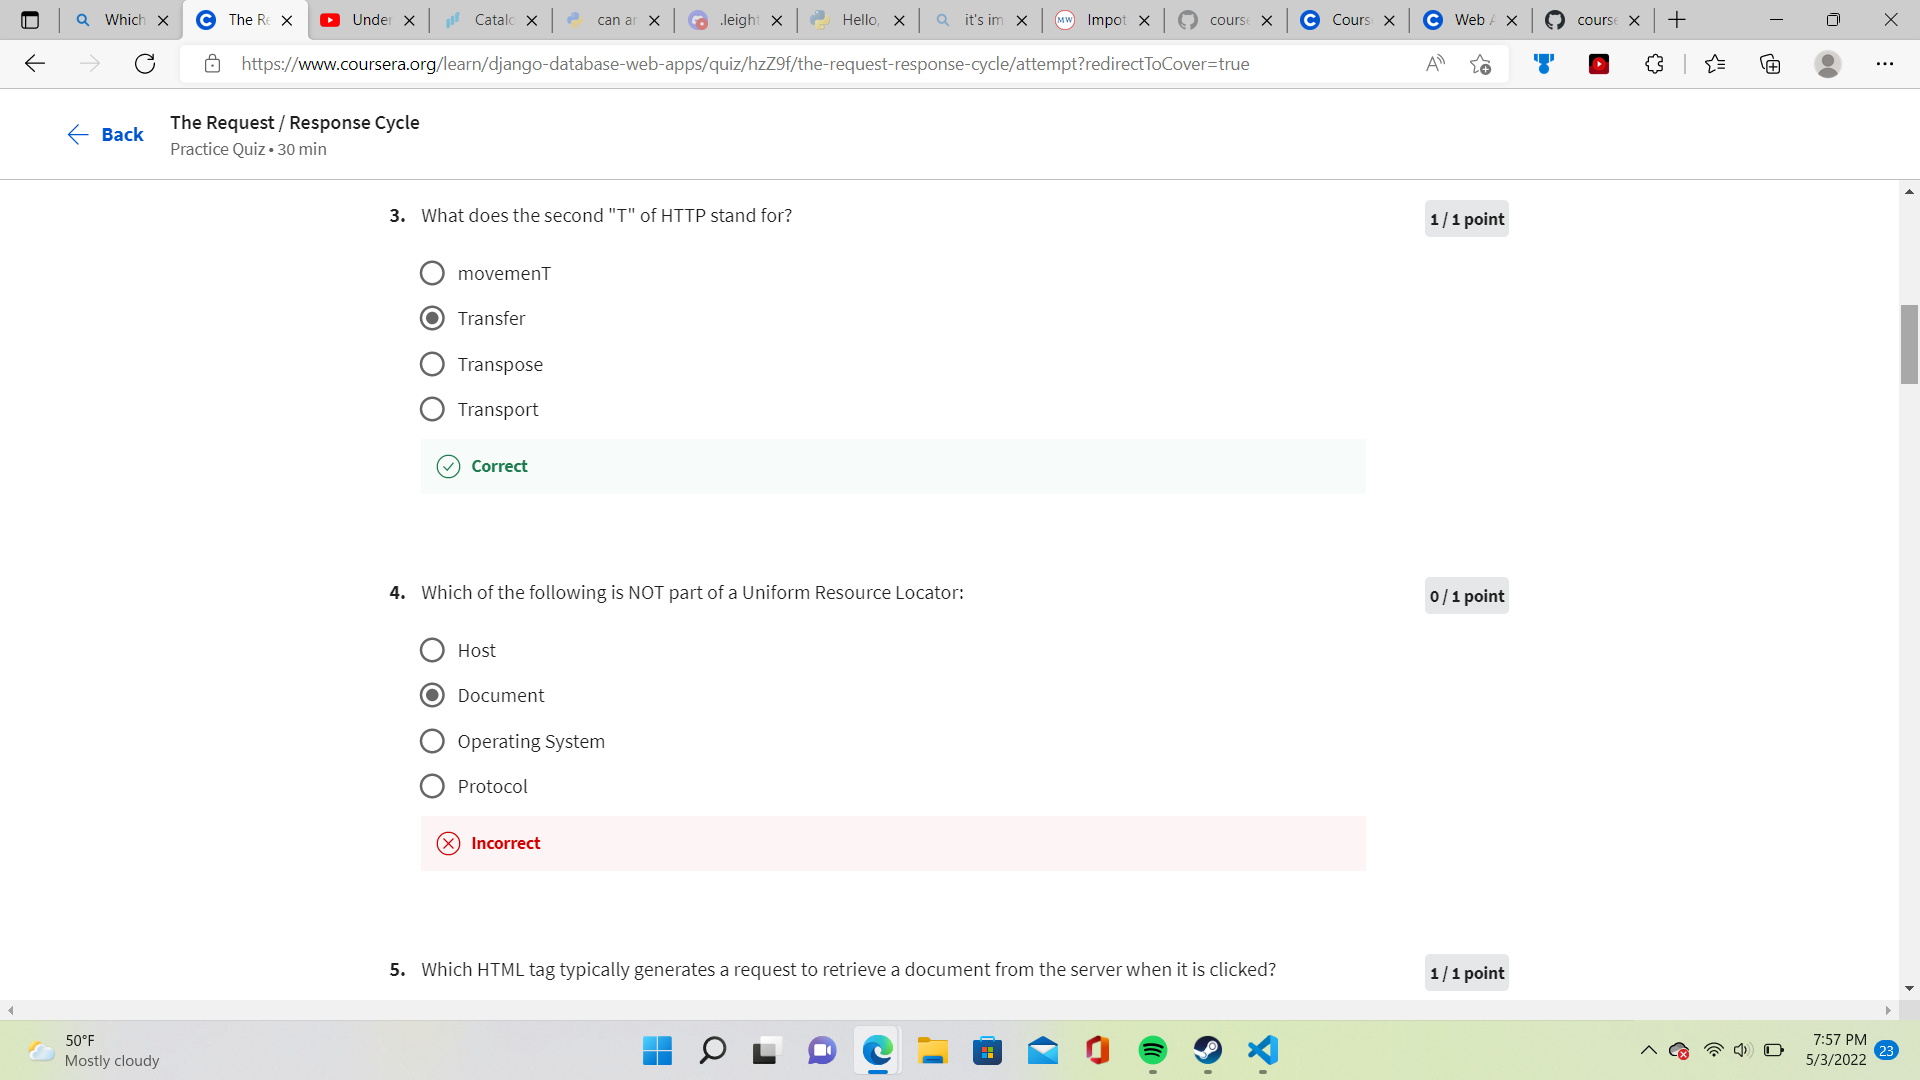 Which
The Re
Under
Catalo
can ar
.leight
Hello,
it's im
MW
Impot
course
Cours
Web A
course
https://www.coursera.org/learn/django-database-web-apps/quiz/hzZ9f/the-request-response-cycle/attempt?redirectToCover=true
Back
The Request / Response Cycle
Practice Quiz • 30 min
3. What does the second "T" of HTTP stand for?
1 / 1 point
movemenT
Transfer
Transpose
Transport
Correct
4. Which of the following is NOT part of a Uniform Resource Locator:
0 / 1 point
Host
Document
Operating System
Protocol
Incorrect
5. Which HTML tag typically generates a request to retrieve a document from the server when it is clicked?
1 / 1 point
50°F
Mostly cloudy
7:57 PM
5/3/2022
23